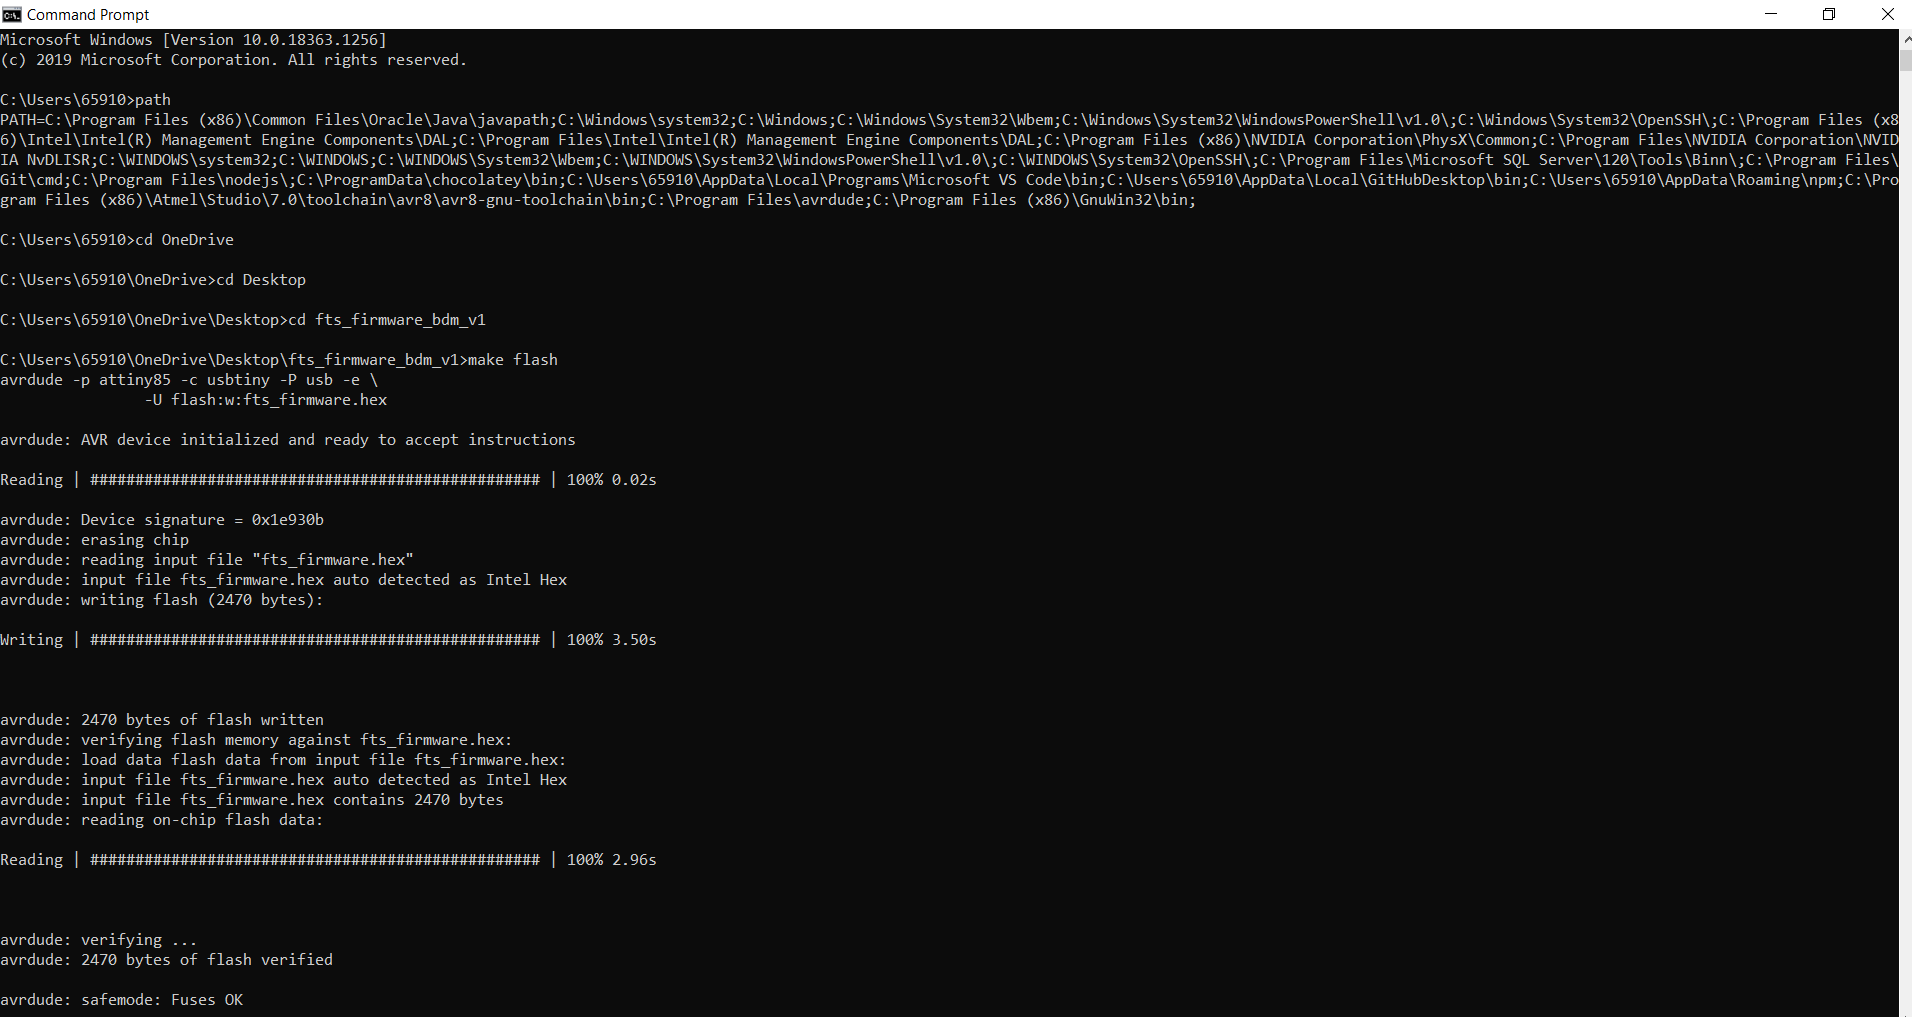 Command Prompt
Microsoft Windows [Version 10.0.18363.1256]
(c) 2019 Microsoft Corporation. All rights reserved.
C:\Users\65910>path
PATH=C:\Program Files (x86)\Common Files\Oracle\Java\javapath;C:\Windows\system32;C:\Windows;C:\Windows\System32\Wbem;C:\Windows\System32\WindowsPowerShell\v1.0\;C:\Windows\System32\OpenSSH\;C:\Program Files (x8
6)\Intel\Intel(R) Management Engine Components\DAL;C:\Program Files\Intel\Intel(R) Management Engine Components\DAL;C:\Program Files (x86)\NVIDIA Corporation\PhysX\Common;C:\Program Files\NVIDIA Corporation\NVID
IA NvDLISR;C:\WINDOWS\system32;C:\WINDOWS;C:\WINDOWS\System32\Wbem;C:\WINDOWS\System32\WindowsPowerShell\v1.0\;C:\WINDOWS\System32\OpenSSH\;C:\Program Files\Microsoft SQL Server\120\Tools\Binn\;C:\Program Files\
Git\cmd;C:\Program Files\nodejs\;C:\ProgramData\chocolatey\bin;C:\Users\65910\AppData\Local\Programs\Microsoft VS Code\bin;C:\Users\65910\AppData\Local\GitHubDesktop\bin;C:\Users\65910\AppData\Roaming\npm;C:\Pro
gram Files (x86)\Atmel\Studio\7.0\toolchain\avr8\avr8-gnu-toolchain\bin;C:\Program Files\avrdude;C:\Program Files (x86)\GnuWin32\bin;
C:\Users\65910>cd OneDrive
C:\Users\65910\OneDrive>cd Desktop
C:\Users\65910\OneDrive\Desktop>cd fts_firmware_bdm_v1
C:\Users\65910\OneDrive\Desktop\fts_firmware_bdm_v1>make flash
avrdude -p attiny85 -c usbtiny -P usb -e \
-U flash:w:fts_firmware.hex
avrdude: AVR device initialized and ready to accept instructions
Reading | ################################################## | 100% 0.02s
avrdude: Device signature = 0x1e930b
avrdude: erasing chip
avrdude: reading input file "fts_firmware.hex"
avrdude: input file fts_firmware.hex auto detected as Intel Hex
avrdude: writing flash (2470 bytes):
Writing | ################################################## | 100% 3.50s
avrdude: 2470 bytes of flash written
avrdude: verifying flash memory against fts_firmware.hex:
avrdude: load data flash data from input file fts_firmware.hex:
avrdude: input file fts_firmware.hex auto detected as Intel Hex
avrdude: input file fts_firmware.hex contains 2470 bytes
avrdude: reading on-chip flash data:
Reading | ################################################## | 100% 2.96s
avrdude: verifying ...
avrdude: 2470 bytes of flash verified
avrdude: safemode: Fuses OK